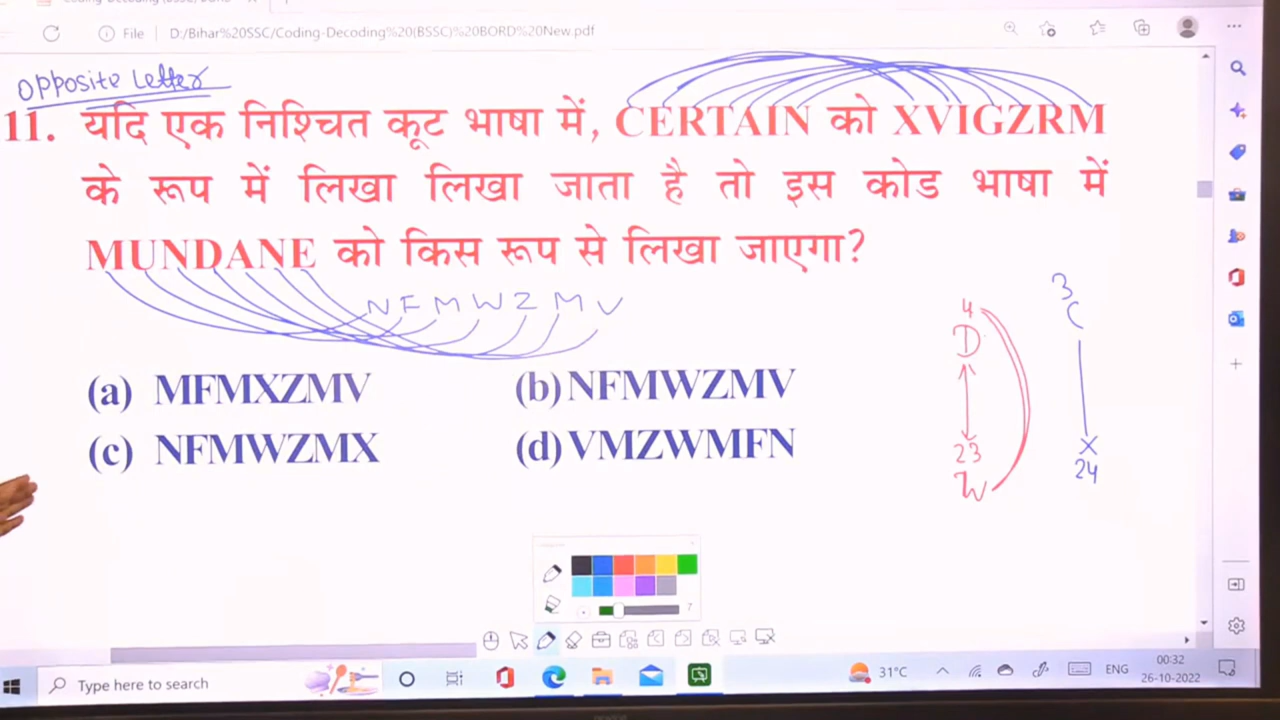 File D:/Bihar%20SSC/Coding-Decoding%20(BSSC)%20BORD%20New.pdf
Opposite Letter
11. यदि एक निश्चित कूट भाषा में, CERTAIN को XVIGZRM
के रूप में लिखा लिखा जाता है तो इस कोड भाषा में
MUNDANE को किस रूप से लिखा जाएगा?
N F M W Z M V
(a) MFMXZMV (b) NFMWZMV
(c) NFMWZMX (d) VMZWMFN
4 3
D C
23 X
W 24
7
Type here to search 31°C ENG 00:32
26-10-2022